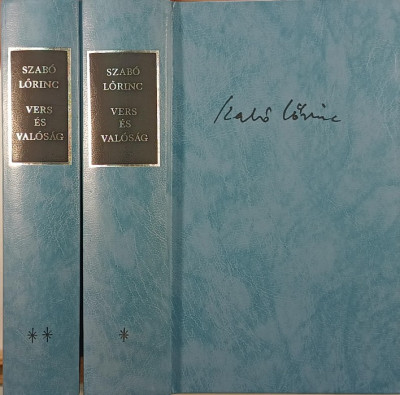 SZABÓ
LŐRINC
VERS
ÉS
VALÓSÁG
**
SZABÓ
LŐRINC
VERS
ÉS
VALÓSÁG
*
Szabó Lőrinc